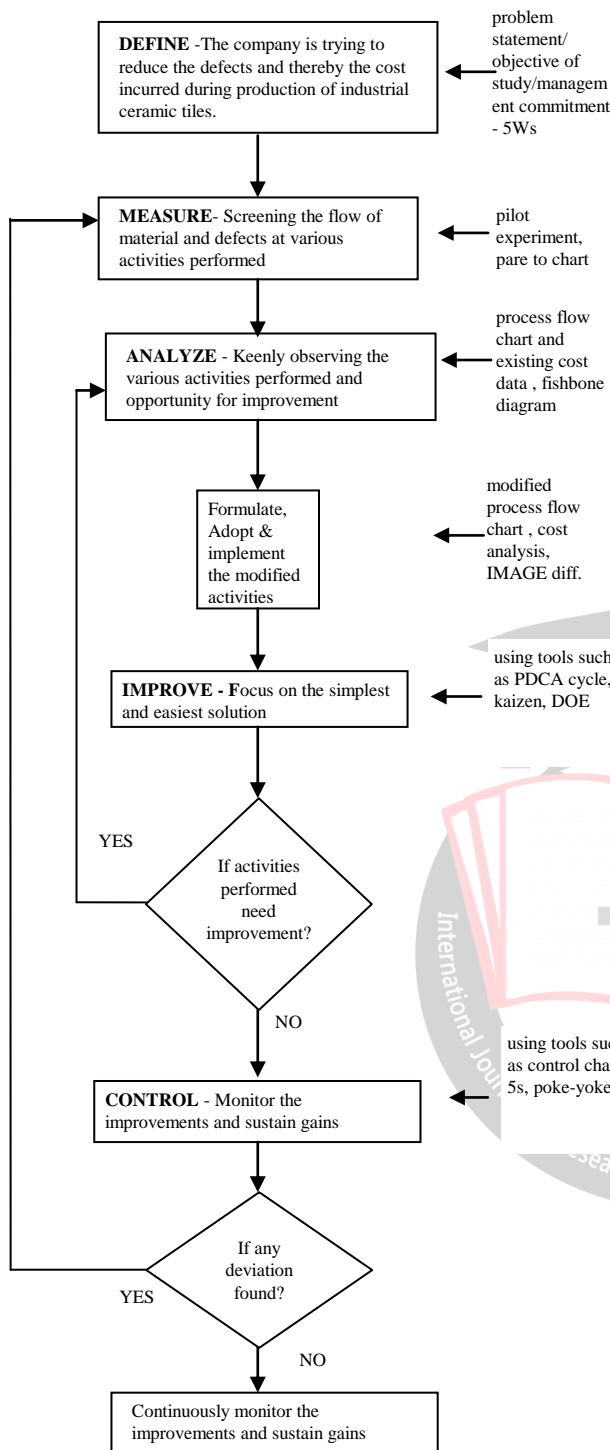 DEFINE -The company is trying to
reduce the defects and thereby the cost
incurred during production of industrial
ceramic tiles.
problem
statement/
objective of
study/managem
ent commitment
- 5Ws
MEASURE- Screening the flow of
material and defects at various
activities performed
pilot
experiment,
pare to chart
ANALYZE - Keenly observing the
various activities performed and
opportunity for improvement
process flow
chart and
existing cost
data , fishbone
diagram
Formulate,
Adopt &
implement
the modified
activities
modified
process flow
chart , cost
analysis,
IMAGE diff.
IMPROVE - Focus on the simplest
and easiest solution
using tools such
as PDCA cycle,
kaizen, DOE
YES
If activities
performed
need
improvement?
NO
International Jour
CONTROL - Monitor the
improvements and sustain gains
using tools suc
as control cha
5s, poke-yoke
If any
deviation
found?
YES
NO
Continuously monitor the
improvements and sustain gains